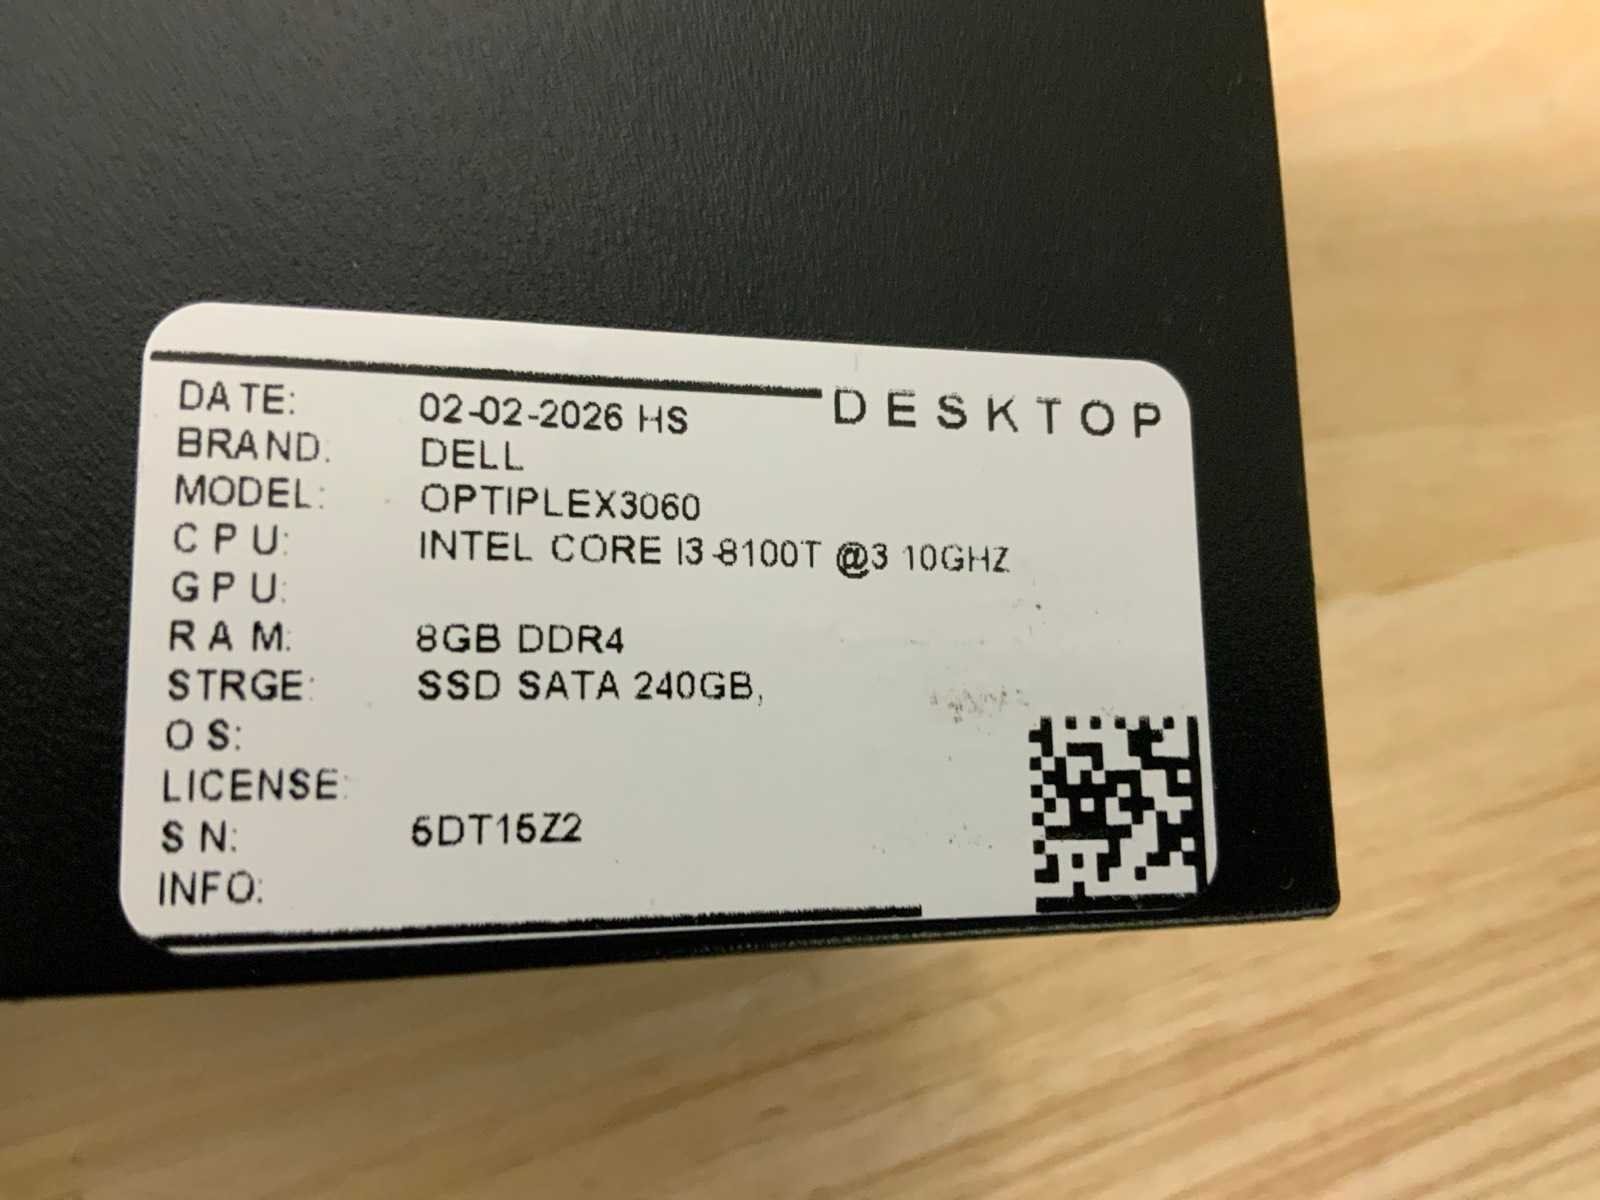 DESKTOP
DATE: 02-02-2026 HS
BRAND: DELL
MODEL: OPTIPLEX3060
CPU: INTEL CORE I3-8100T @3.10GHZ
GPU:
RAM: 8GB DDR4
STRGE: SSD SATA 240GB,
OS:
LICENSE:
SN: 5DT15Z2
INFO: